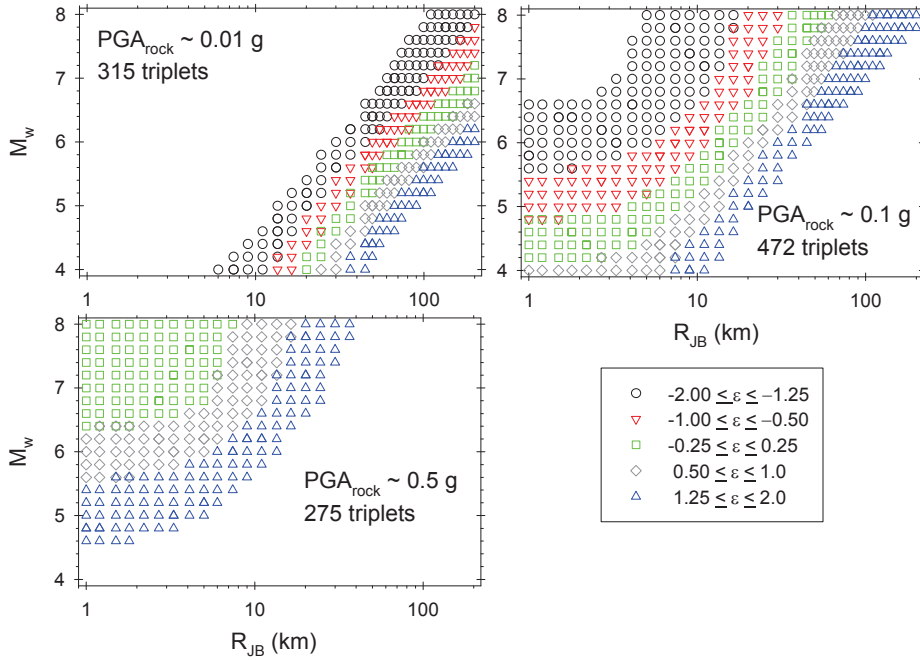 8
7
6
5
4
M_w
PGA_rock ~ 0.01 g
315 triplets
1 10 100
8
7
6
5
4
PGA_rock ~ 0.1 g
472 triplets
1 10 100
R_JB (km)
8
7
6
5
4
M_w
PGA_rock ~ 0.5 g
275 triplets
1 10 100
R_JB (km)
-2.00 ≤ ε ≤ −1.25
-1.00 ≤ ε ≤ −0.50
-0.25 ≤ ε ≤ 0.25
0.50 ≤ ε ≤ 1.0
1.25 ≤ ε ≤ 2.0